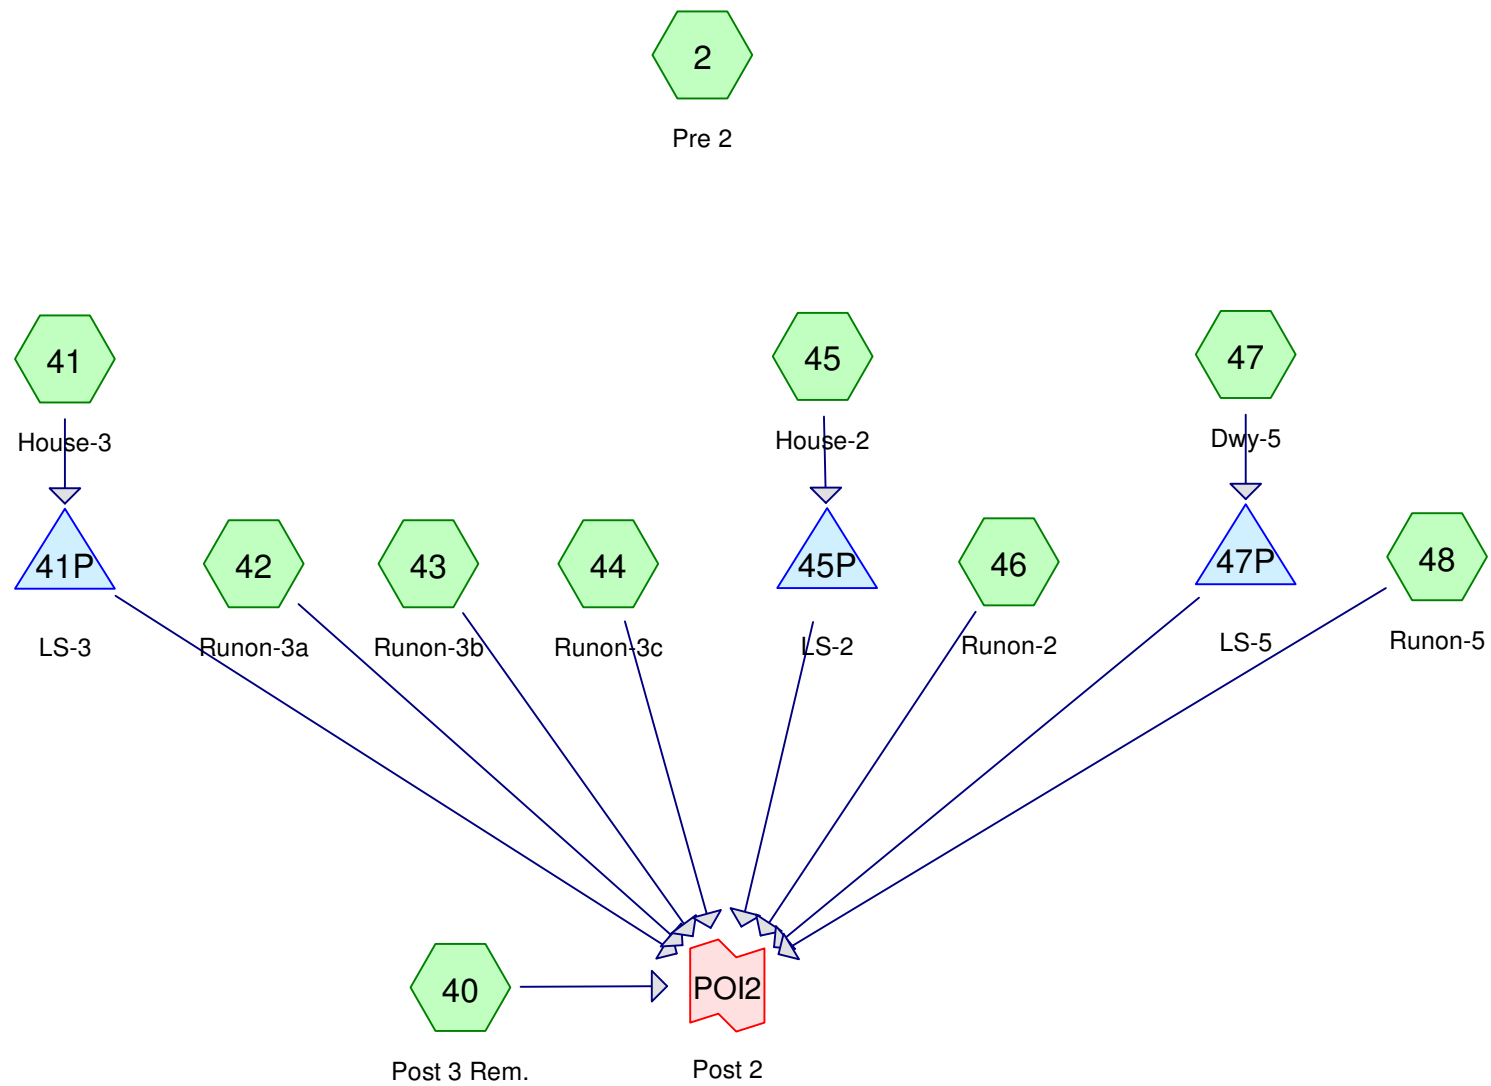 2
Pre 2
41
45
47
House-3
House-2
Dwy-5
41P
42
43
44
45P
46
47P
48
LS-3
Runon-3a
Runon-3b
Runon-3c
LS-2
Runon-2
LS-5
Runon-5
40
POI2
Post 3 Rem.
Post 2